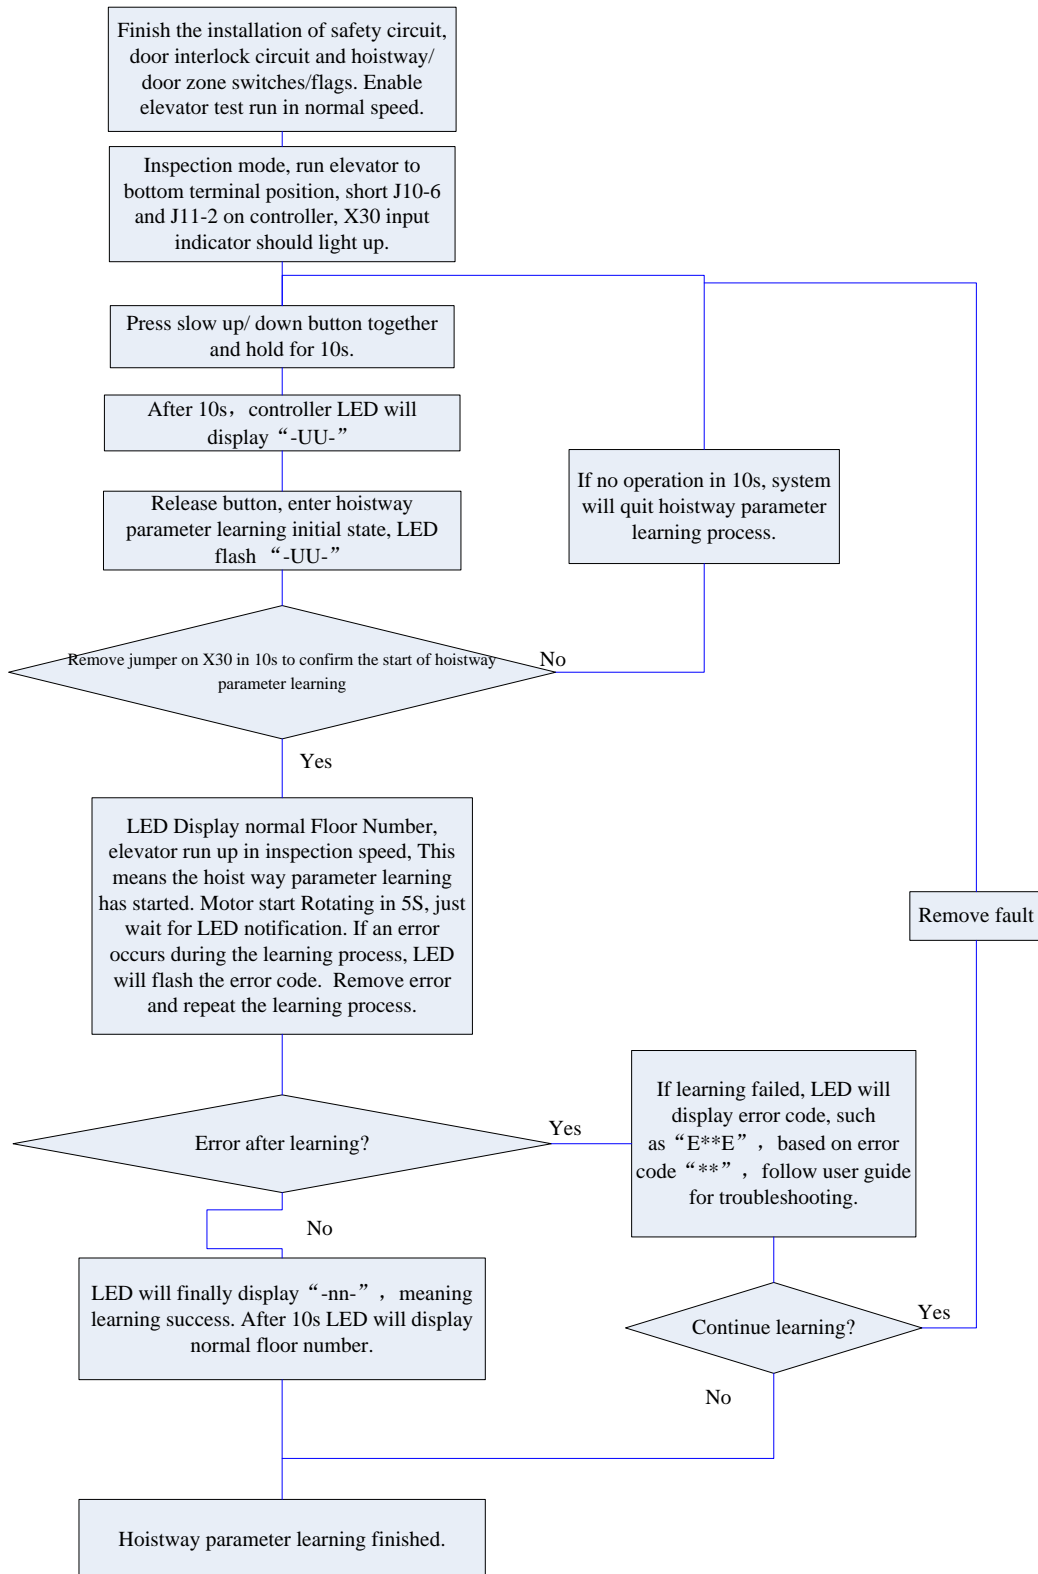 Finish the installation of safety circuit,
door interlock circuit and hoistway/
door zone switches/flags. Enable
elevator test run in normal speed.
Inspection mode, run elevator to
bottom terminal position, short J10-6
and J11-2 on controller, X30 input
indicator should light up.
Press slow up/ down button together
and hold for 10s.
After 10s，controller LED will
display “-UU-”
Release button, enter hoistway
parameter learning initial state, LED
flash “-UU-”
If no operation in 10s, system
will quit hoistway parameter
learning process.
Remove jumper on X30 in 10s to confirm the start of hoistway
parameter learning
No
Yes
LED Display normal Floor Number,
elevator run up in inspection speed, This
means the hoist way parameter learning
has started. Motor start Rotating in 5S, just
wait for LED notification. If an error
occurs during the learning process, LED
will flash the error code. Remove error
and repeat the learning process.
Remove fault
Error after learning?
Yes
If learning failed, LED will
display error code, such
as “E**E”，based on error
code “**”，follow user guide
for troubleshooting.
No
LED will finally display “-nn-”，meaning
learning success. After 10s LED will display
normal floor number.
Continue learning?
Yes
No
Hoistway parameter learning finished.